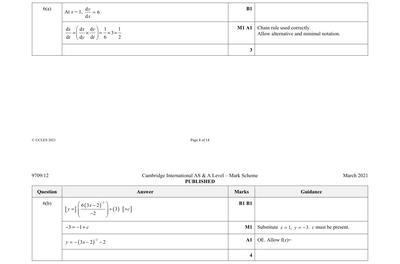 6(a) At x = 1, dy/dx = 6 B1
dx/dt = (dx/dy × dy/dt) = 1/6 × 3 = 1/2 M1 A1 Chain rule used correctly.
Allow alternative and minimal notation.
3
© UCLES 2021 Page 8 of 14
9709/12 Cambridge International AS & A Level – Mark Scheme March 2021
PUBLISHED
Question Answer Marks Guidance
6(b) [y =] (6(3x − 2)⁻² / −2) ÷ (3) [+c] B1 B1
−3 = −1 + c M1 Substitute x = 1, y = −3. c must be present.
y = −(3x − 2)⁻² − 2 A1 OE. Allow f(x)=
4